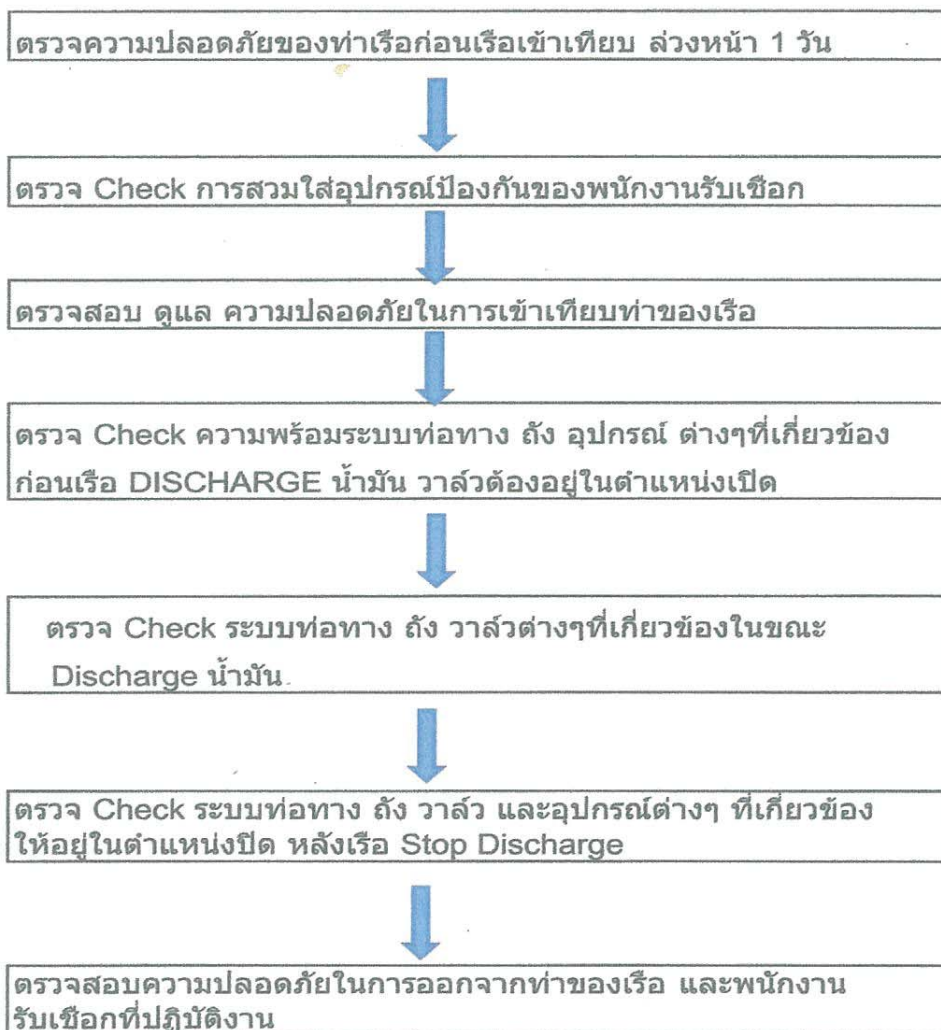 ตรวจความปลอดภัยของท่าเรือก่อนเรือเข้าเทียบ ล่วงหน้า 1 วัน
ตรวจ Check การสวมใส่อุปกรณ์ป้องกันของพนักงานรับเชือก
ตรวจสอบ ดูแล ความปลอดภัยในการเข้าเทียบท่าของเรือ
ตรวจ Check ความพร้อมระบบท่อทาง ถัง อุปกรณ์ ต่างๆที่เกี่ยวข้อง
ก่อนเรือ DISCHARGE น้ำมัน วาล์วต้องอยู่ในตำแหน่งเปิด
ตรวจ Check ระบบท่อทาง ถัง วาล์วต่างๆที่เกี่ยวข้องในขณะ
Discharge น้ำมัน
ตรวจ Check ระบบท่อทาง ถัง วาล์ว และอุปกรณ์ต่างๆ ที่เกี่ยวข้อง
ให้อยู่ในตำแหน่งปิด หลังเรือ Stop Discharge
ตรวจสอบความปลอดภัยในการออกจากท่าของเรือ และพนักงาน
รับเชือกที่ปฏิบัติงาน